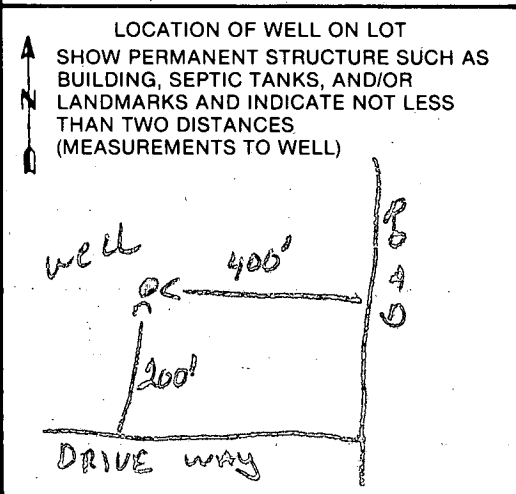 LOCATION OF WELL ON LOT
SHOW PERMANENT STRUCTURE SUCH AS
BUILDING, SEPTIC TANKS, AND/OR
LANDMARKS AND INDICATE NOT LESS
THAN TWO DISTANCES
(MEASUREMENTS TO WELL)
N
well
400'
ROAD
200'
DRIVE WAY